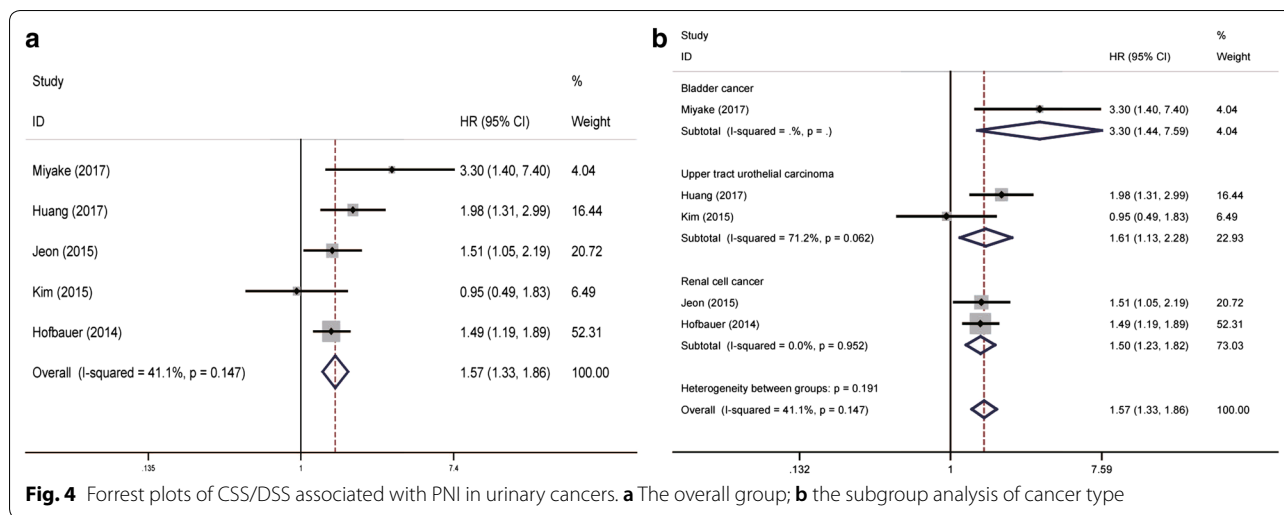 a
Study %
ID HR (95% CI) Weight
Miyake (2017) 3.30 (1.40, 7.40) 4.04
Huang (2017) 1.98 (1.31, 2.99) 16.44
Jeon (2015) 1.51 (1.05, 2.19) 20.72
Kim (2015) 0.95 (0.49, 1.83) 6.49
Hofbauer (2014) 1.49 (1.19, 1.89) 52.31
Overall (I-squared = 41.1%, p = 0.147) 1.57 (1.33, 1.86) 100.00
.135 1 7.4
b
Study %
ID HR (95% CI) Weight
Bladder cancer
Miyake (2017) 3.30 (1.40, 7.40) 4.04
Subtotal (I-squared = .%, p = .) 3.30 (1.44, 7.59) 4.04
Upper tract urothelial carcinoma
Huang (2017) 1.98 (1.31, 2.99) 16.44
Kim (2015) 0.95 (0.49, 1.83) 6.49
Subtotal (I-squared = 71.2%, p = 0.062) 1.61 (1.13, 2.28) 22.93
Renal cell cancer
Jeon (2015) 1.51 (1.05, 2.19) 20.72
Hofbauer (2014) 1.49 (1.19, 1.89) 52.31
Subtotal (I-squared = 0.0%, p = 0.952) 1.50 (1.23, 1.82) 73.03
Heterogeneity between groups: p = 0.191
Overall (I-squared = 41.1%, p = 0.147) 1.57 (1.33, 1.86) 100.00
.132 1 7.59
Fig. 4 Forrest plots of CSS/DSS associated with PNI in urinary cancers. a The overall group; b the subgroup analysis of cancer type